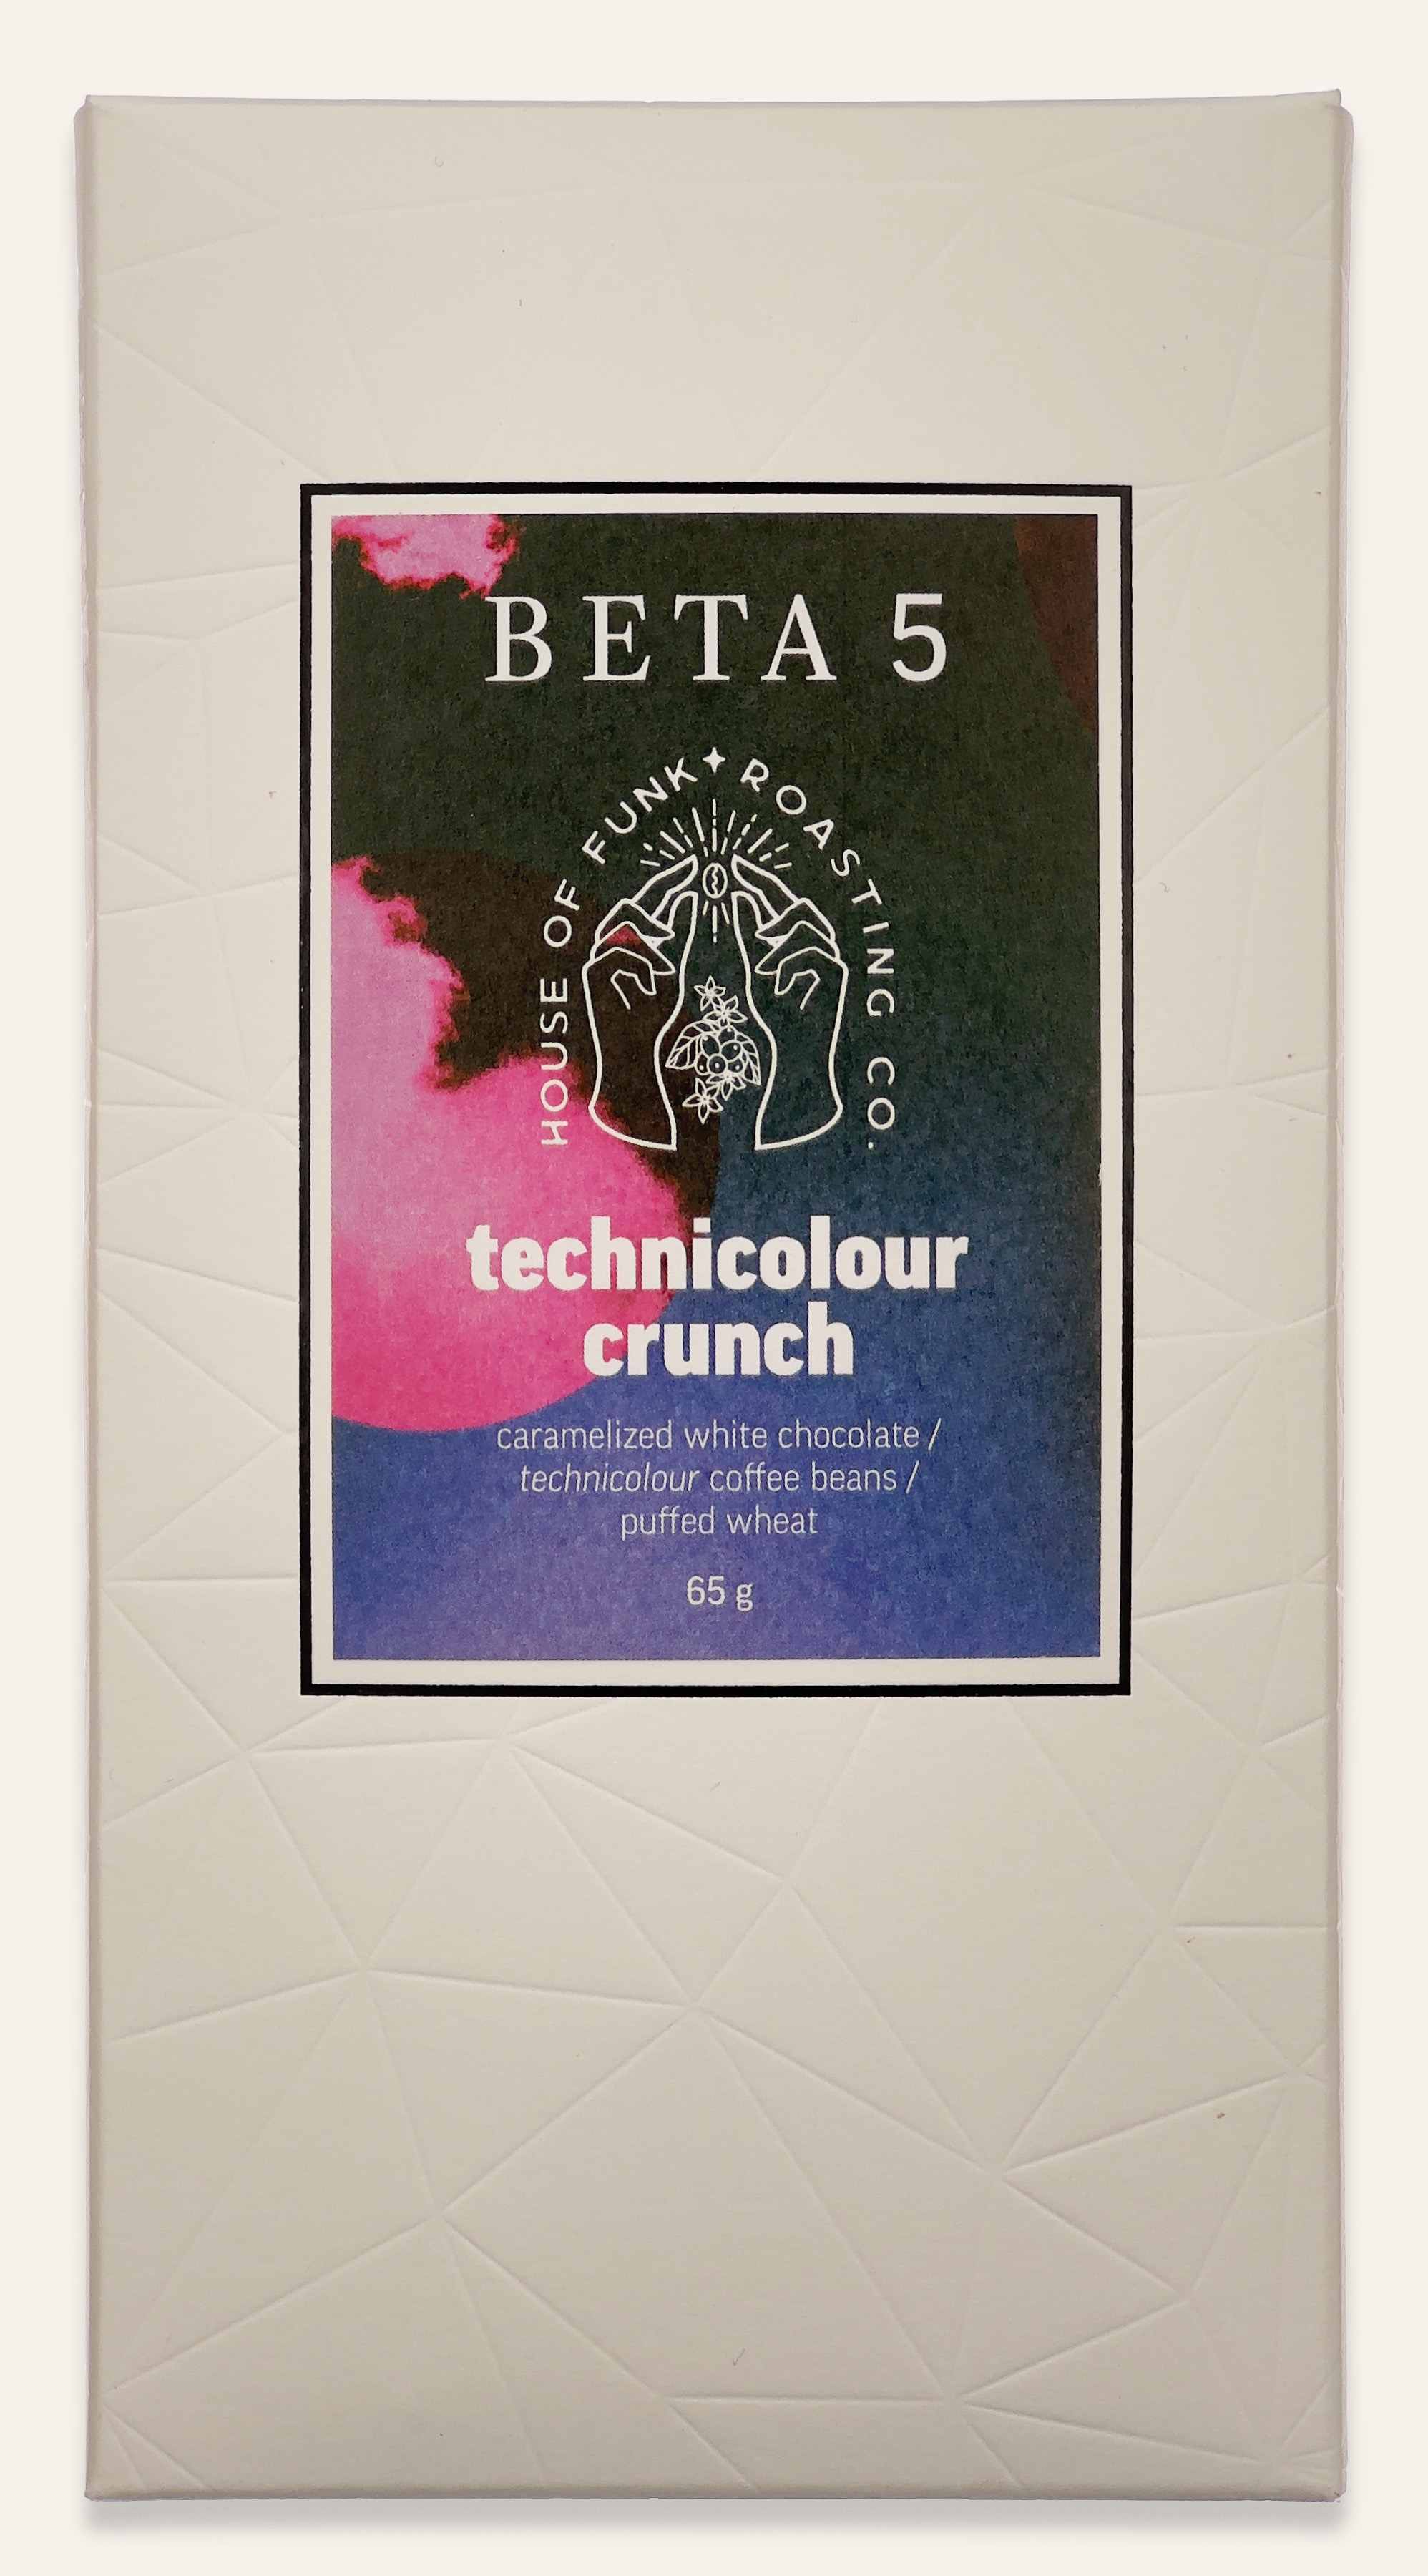 BETA 5
HOUSE OF FUNK ✦ ROASTING CO.
technicolour
crunch
caramelized white chocolate /
technicolour coffee beans /
puffed wheat
65 g